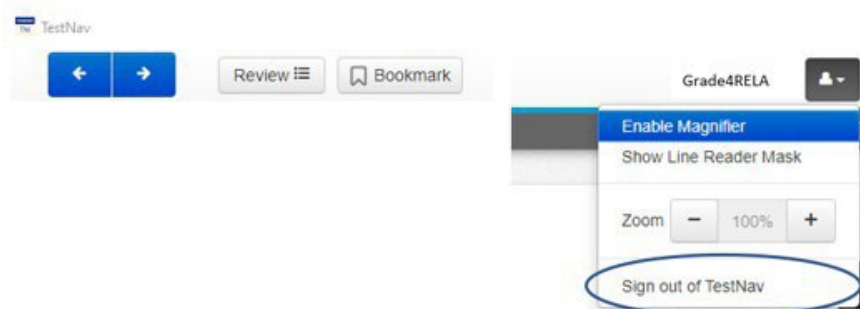 TestNav
Review Bookmark
Grade4RELA
Enable Magnifier
Show Line Reader Mask
Zoom - 100% +
Sign out of TestNav